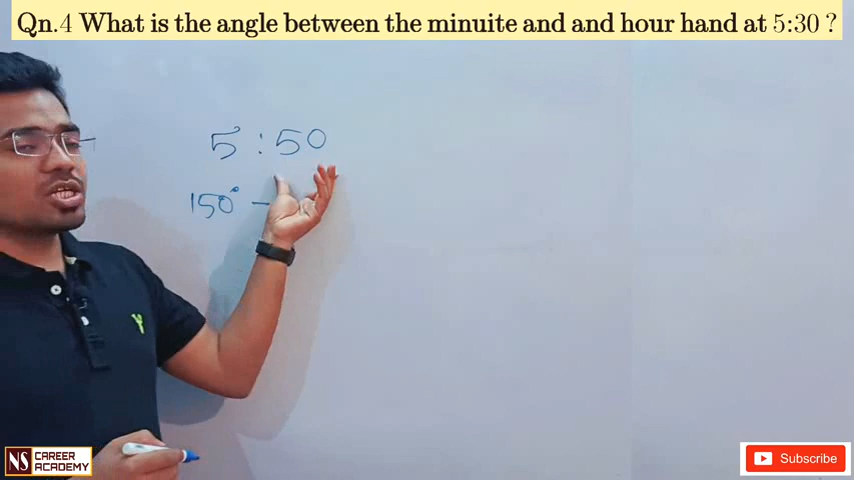 Qn.4 What is the angle between the minuite and and hour hand at 5:30 ?
5 : 50
150° -
NS CAREER ACADEMY
Subscribe